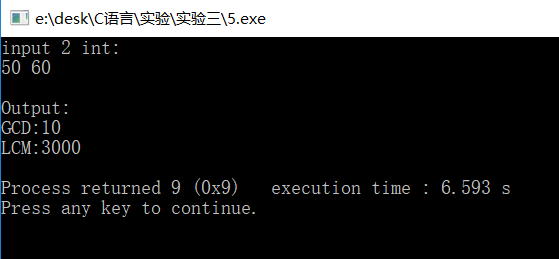 e:\desk\C语言\实验\实验三\5.exe
input 2 int:
50 60
Output:
GCD:10
LCM:3000
Process returned 9 (0x9)   execution time : 6.593 s
Press any key to continue.